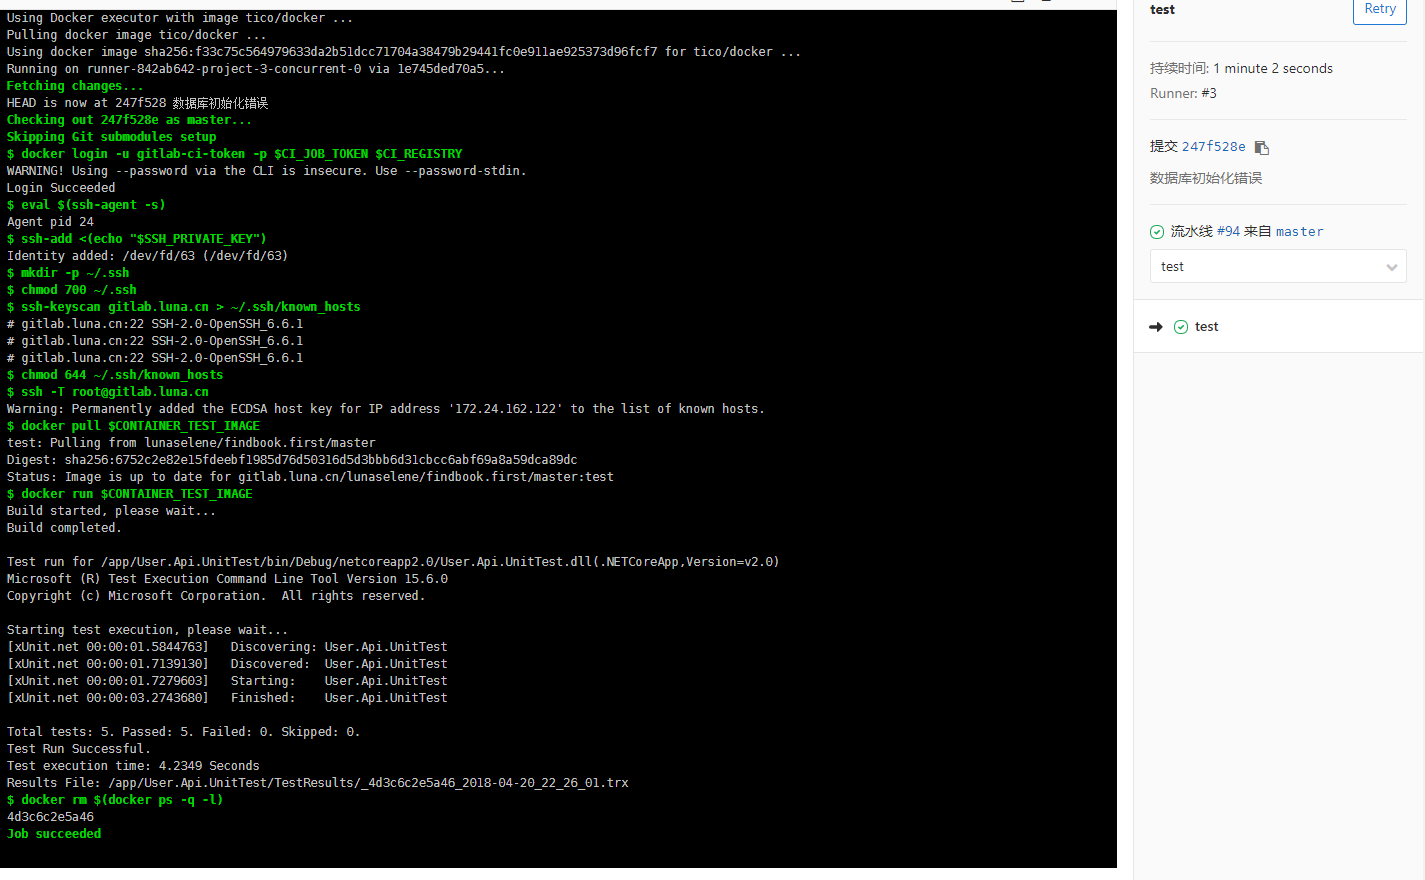 Using Docker executor with image tico/docker ...
Pulling docker image tico/docker ...
Using docker image sha256:f33c75c564979633da2b51dcc71704a38479b29441fc0e911ae925373d96fcf7 for tico/docker ...
Running on runner-842ab642-project-3-concurrent-0 via 1e745ded70a5...
Fetching changes...
HEAD is now at 247f528 数据库初始化错误
Checking out 247f528e as master...
Skipping Git submodules setup
$ docker login -u gitlab-ci-token -p $CI_JOB_TOKEN $CI_REGISTRY
WARNING! Using --password via the CLI is insecure. Use --password-stdin.
Login Succeeded
$ eval $(ssh-agent -s)
Agent pid 24
$ ssh-add <(echo "$SSH_PRIVATE_KEY")
Identity added: /dev/fd/63 (/dev/fd/63)
$ mkdir -p ~/.ssh
$ chmod 700 ~/.ssh
$ ssh-keyscan gitlab.luna.cn > ~/.ssh/known_hosts
# gitlab.luna.cn:22 SSH-2.0-OpenSSH_6.6.1
# gitlab.luna.cn:22 SSH-2.0-OpenSSH_6.6.1
# gitlab.luna.cn:22 SSH-2.0-OpenSSH_6.6.1
$ chmod 644 ~/.ssh/known_hosts
$ ssh -T root@gitlab.luna.cn
Warning: Permanently added the ECDSA host key for IP address '172.24.162.122' to the list of known hosts.
$ docker pull $CONTAINER_TEST_IMAGE
test: Pulling from lunaselene/findbook.first/master
Digest: sha256:6752c2e82e15fdeebf1985d76d50316d5d3bbb6d31cbcc6abf69a8a59dca89dc
Status: Image is up to date for gitlab.luna.cn/lunaselene/findbook.first/master:test
$ docker run $CONTAINER_TEST_IMAGE
Build started, please wait...
Build completed.
Test run for /app/User.Api.UnitTest/bin/Debug/netcoreapp2.0/User.Api.UnitTest.dll(.NETCoreApp,Version=v2.0)
Microsoft (R) Test Execution Command Line Tool Version 15.6.0
Copyright (c) Microsoft Corporation.  All rights reserved.
Starting test execution, please wait...
[xUnit.net 00:00:01.5844763]   Discovering: User.Api.UnitTest
[xUnit.net 00:00:01.7139130]   Discovered:  User.Api.UnitTest
[xUnit.net 00:00:01.7279603]   Starting:    User.Api.UnitTest
[xUnit.net 00:00:03.2743680]   Finished:    User.Api.UnitTest
Total tests: 5. Passed: 5. Failed: 0. Skipped: 0.
Test Run Successful.
Test execution time: 4.2349 Seconds
Results File: /app/User.Api.UnitTest/TestResults/_4d3c6c2e5a46_2018-04-20_22_26_01.trx
$ docker rm $(docker ps -q -l)
4d3c6c2e5a46
Job succeeded
test
Retry
持续时间: 1 minute 2 seconds
Runner: #3
提交 247f528e
数据库初始化错误
流水线 #94 来自 master
test
test